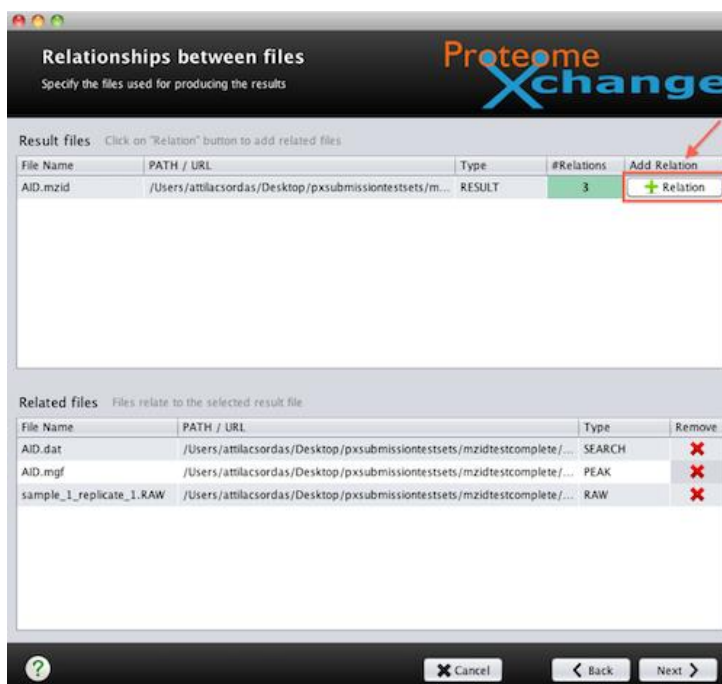 Relationships between files
Specify the files used for producing the results
Proteome
Xchange
Result files Click on "Relation" button to add related files
File Name PATH / URL Type #Relations Add Relation
AID.mzid /Users/attilacsordas/Desktop/pxsubmissiontestsets/m... RESULT 3 Relation
Related files Files relate to the selected result file
File Name PATH / URL Type Remove
AID.dat /Users/attilacsordas/Desktop/pxsubmissiontestsets/mzidtestcomplete/... SEARCH
AID.mgf /Users/attilacsordas/Desktop/pxsubmissiontestsets/mzidtestcomplete/... PEAK
sample_1_replicate_1.RAW /Users/attilacsordas/Desktop/pxsubmissiontestsets/mzidtestcomplete/... RAW
? Cancel Back Next